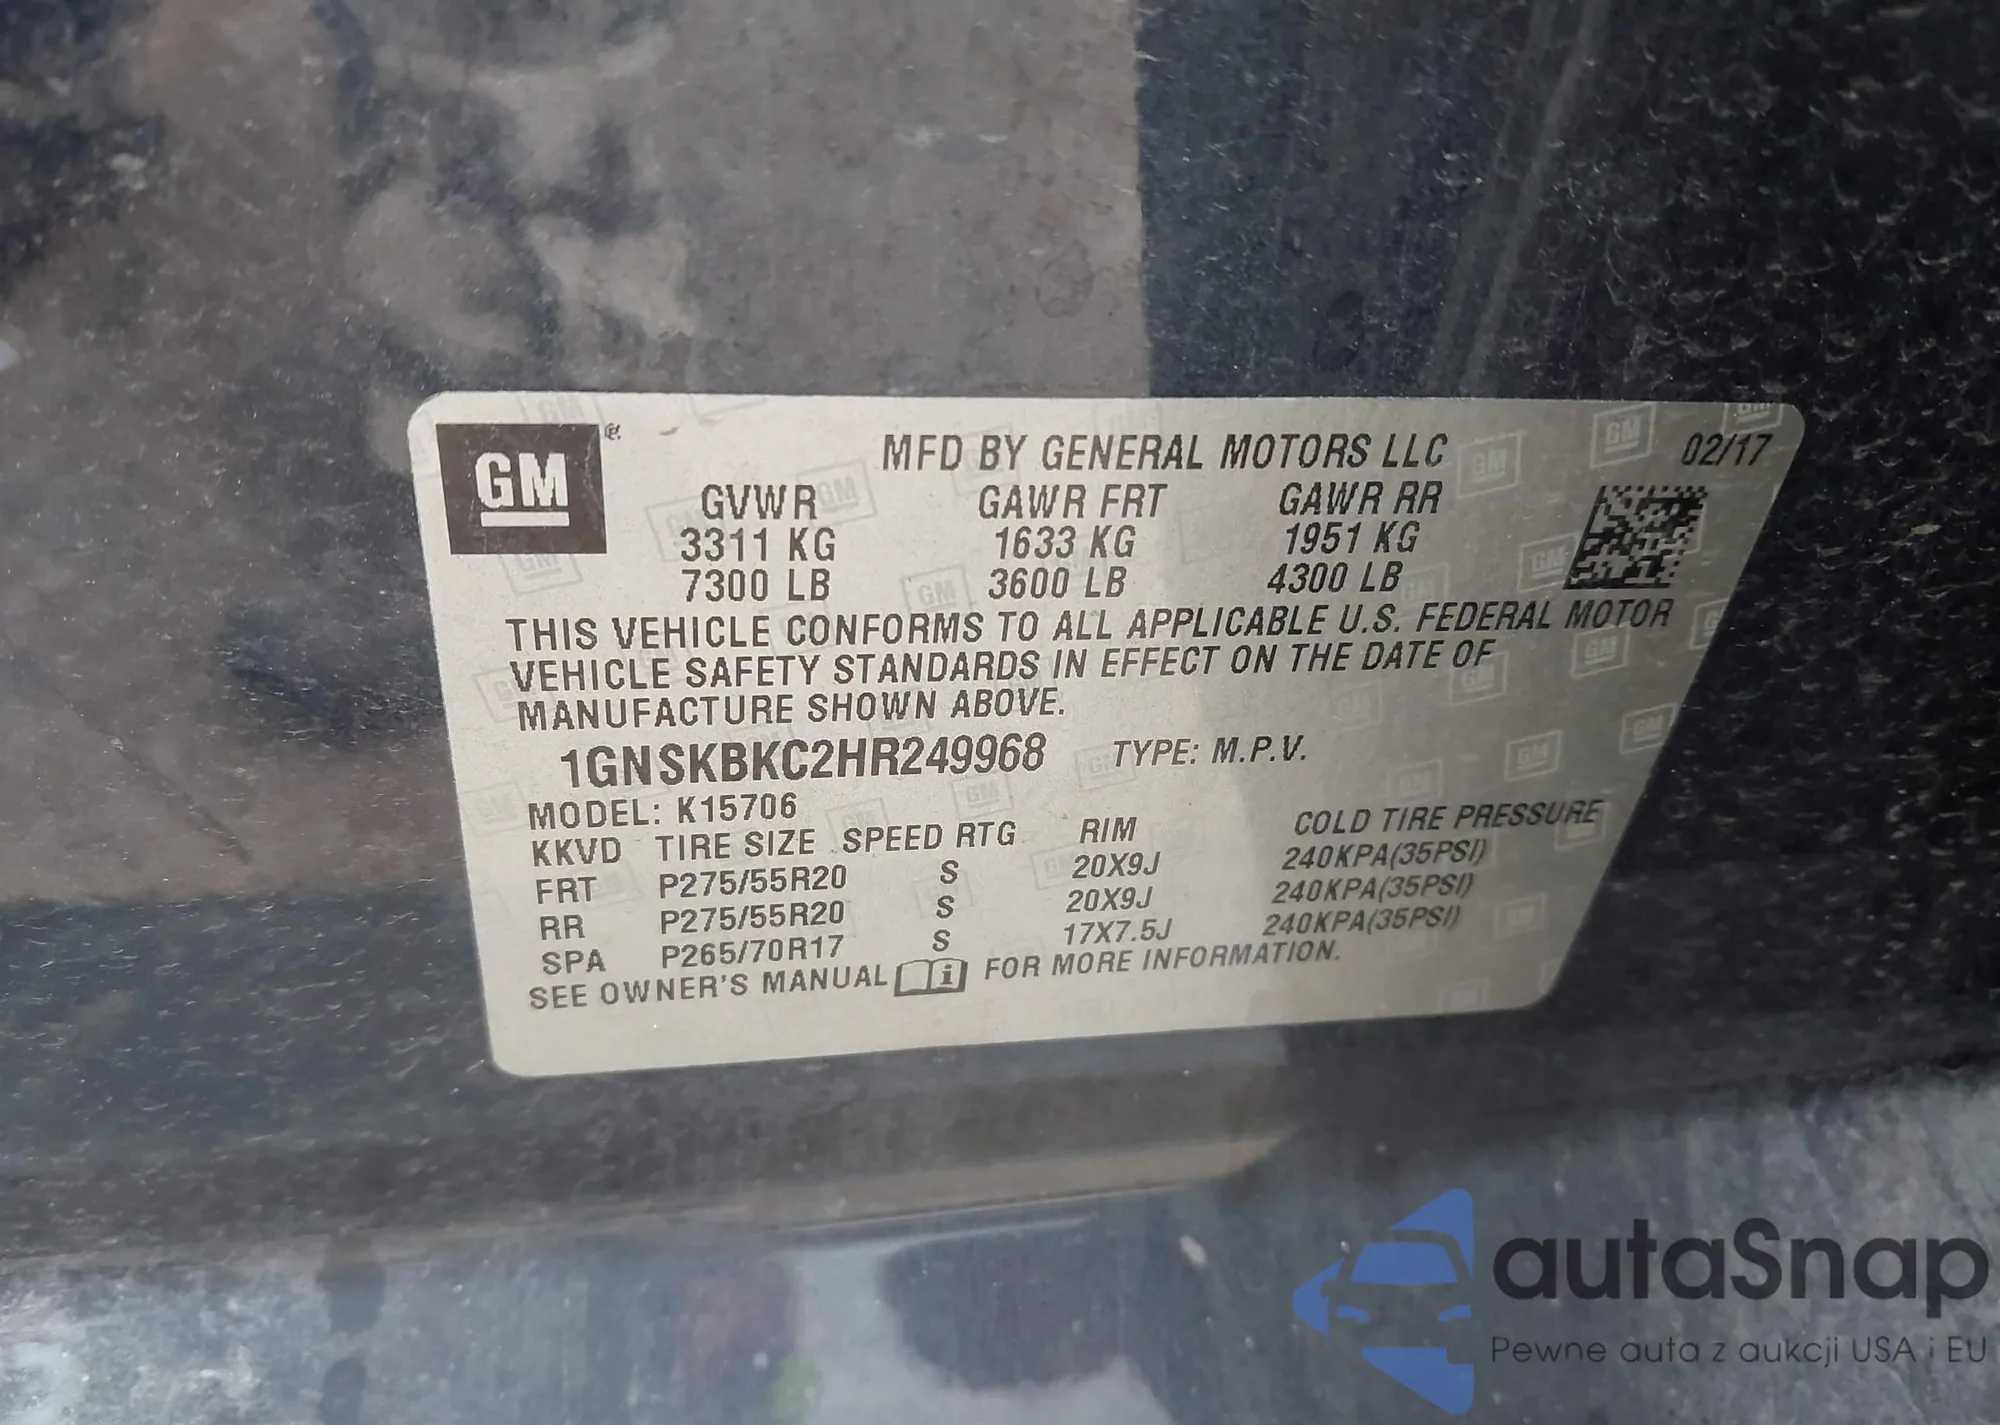 GM ®
MFD BY GENERAL MOTORS LLC 02/17
GVWR GAWR FRT GAWR RR
3311 KG 1633 KG 1951 KG
7300 LB 3600 LB 4300 LB
THIS VEHICLE CONFORMS TO ALL APPLICABLE U.S. FEDERAL MOTOR
VEHICLE SAFETY STANDARDS IN EFFECT ON THE DATE OF
MANUFACTURE SHOWN ABOVE.
1GNSKBKC2HR249968 TYPE: M.P.V.
MODEL: K15706
KKVD TIRE SIZE SPEED RTG RIM COLD TIRE PRESSURE
FRT P275/55R20 S 20X9J 240KPA(35PSI)
RR P275/55R20 S 20X9J 240KPA(35PSI)
SPA P265/70R17 S 17X7.5J 240KPA(35PSI)
SEE OWNER'S MANUAL FOR MORE INFORMATION.
autaSnap
Pewne auta z aukcji USA i EU